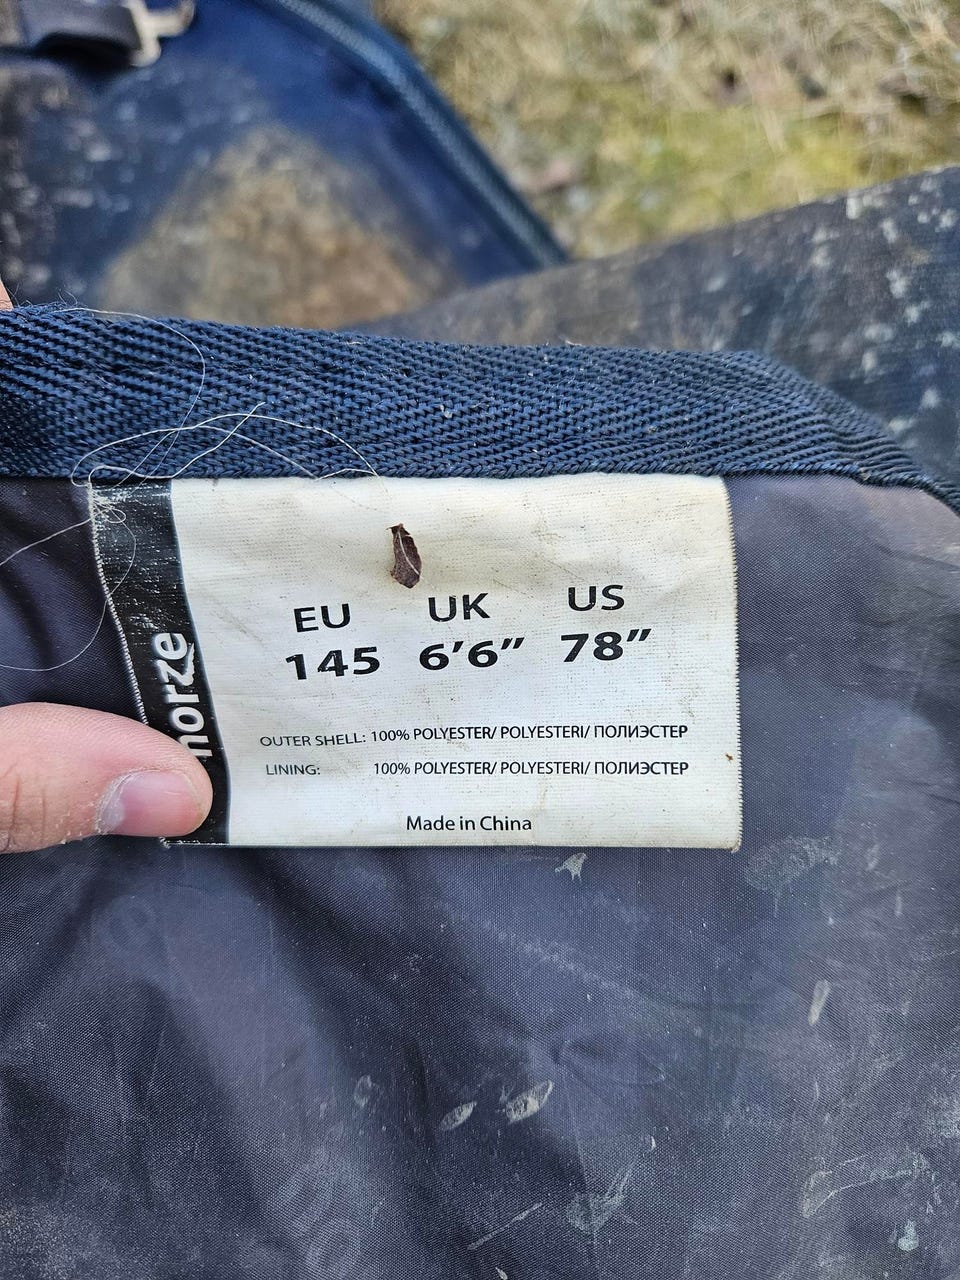 EU UK US
145 6'6" 78"
OUTER SHELL: 100% POLYESTER/ POLYESTERI/ ПОЛИЭСТЕР
LINING: 100% POLYESTER/ POLYESTERI/ ПОЛИЭСТЕР
Made in China